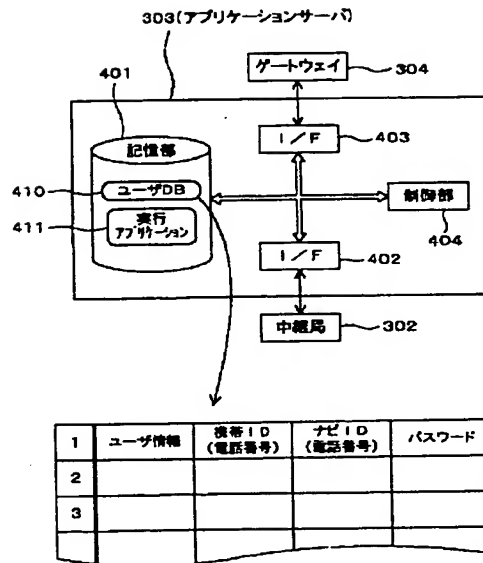 303(アプリケーションサーバ)
401
ゲートウェイ
304
記憶部
I/F
403
410
ユーザDB
制御部
411
実行
アプリケーション
404
I/F
402
中継局
302
1 ユーザ情報 携帯ID (電話番号) ナビID (電話番号) パスワード
2
3